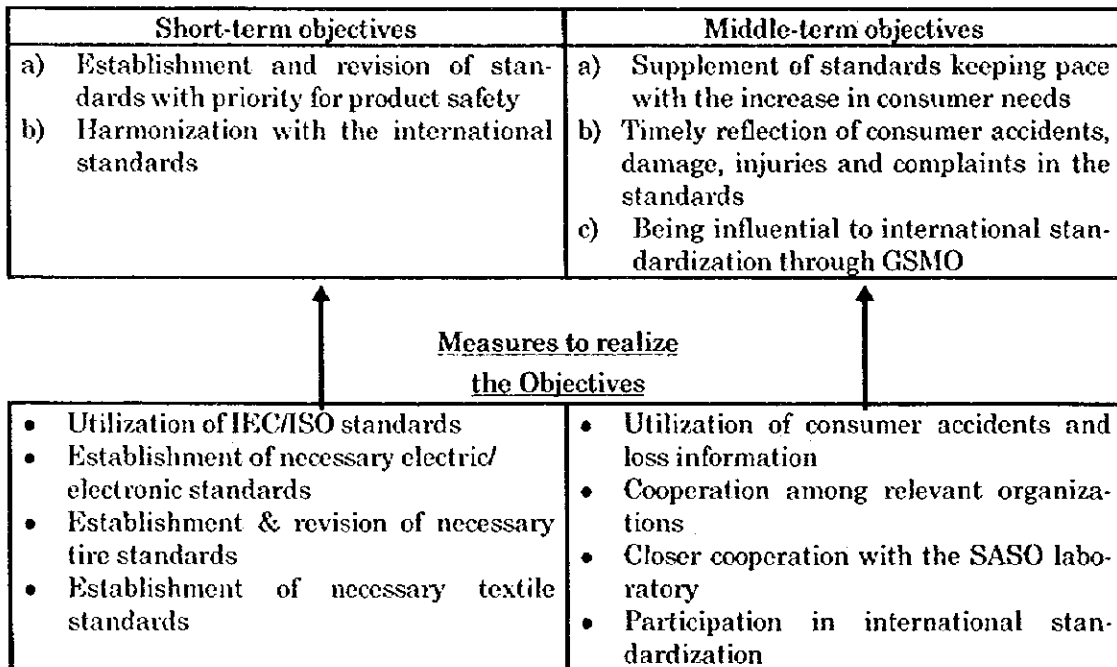 Short-term objectives
a) Establishment and revision of stan-
dards with priority for product safety
b) Harmonization with the international
standards
Middle-term objectives
a) Supplement of standards keeping pace
with the increase in consumer needs
b) Timely reflection of consumer accidents,
damage, injuries and complaints in the
standards
c) Being influential to international stan-
dardization through GSMO
Measures to realize
the Objectives
• Utilization of IEC/ISO standards
• Establishment of necessary electric/
electronic standards
• Establishment & revision of necessary
tire standards
• Establishment of necessary textile
standards
• Utilization of consumer accidents and
loss information
• Cooperation among relevant organiza-
tions
• Closer cooperation with the SASO labo-
ratory
• Participation in international stan-
dardization